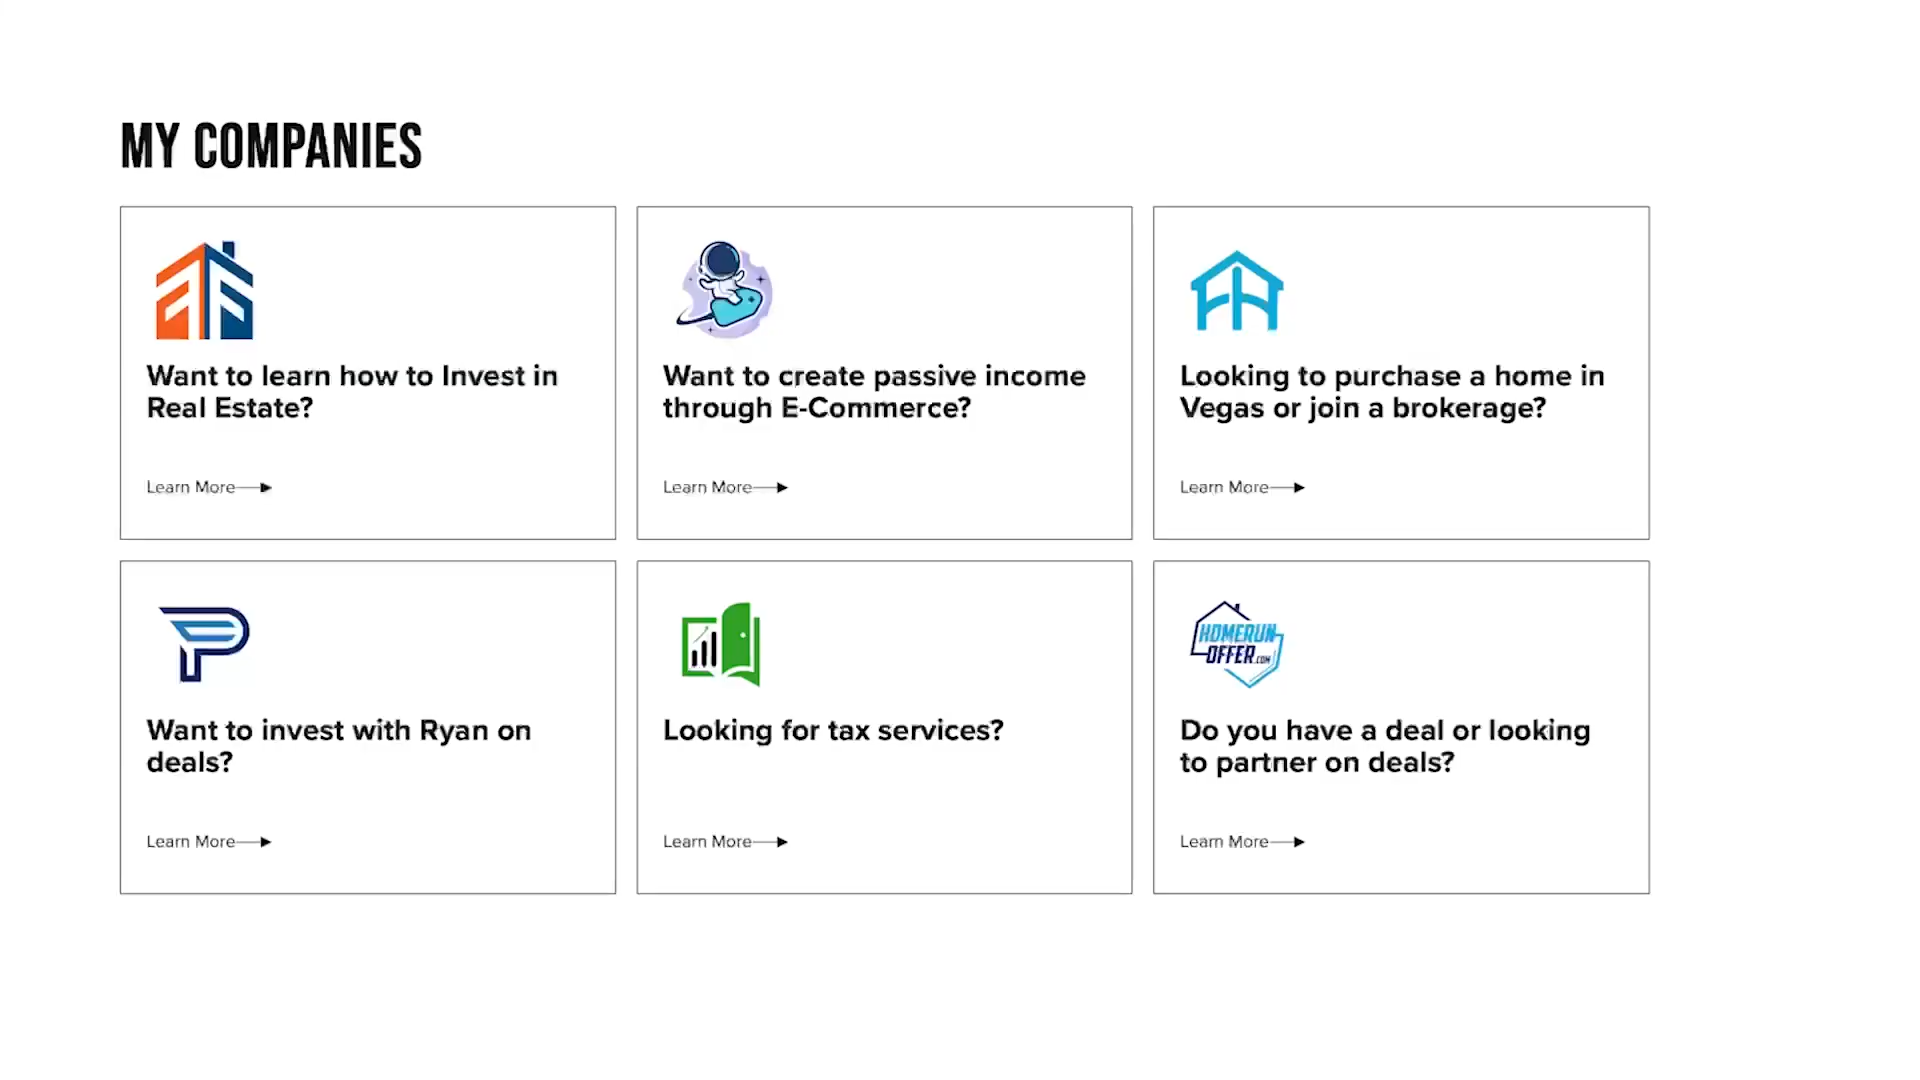 MY COMPANIES
Want to learn how to Invest in
Real Estate?
Learn More
Want to create passive income
through E-Commerce?
Learn More
Looking to purchase a home in
Vegas or join a brokerage?
Learn More
Want to invest with Ryan on
deals?
Learn More
Looking for tax services?
Learn More
HOMERUN
OFFER.COM
Do you have a deal or looking
to partner on deals?
Learn More